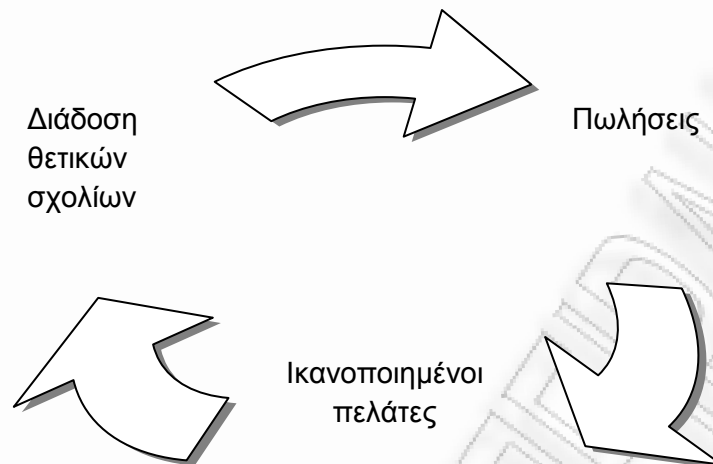 Διάδοση
θετικών
σχολίων
Πωλήσεις
Ικανοποιημένοι
πελάτες